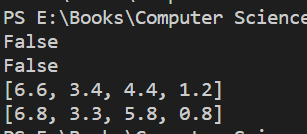 PS E:\Books\Computer Science
False
False
[6.6, 3.4, 4.4, 1.2]
[6.8, 3.3, 5.8, 0.8]